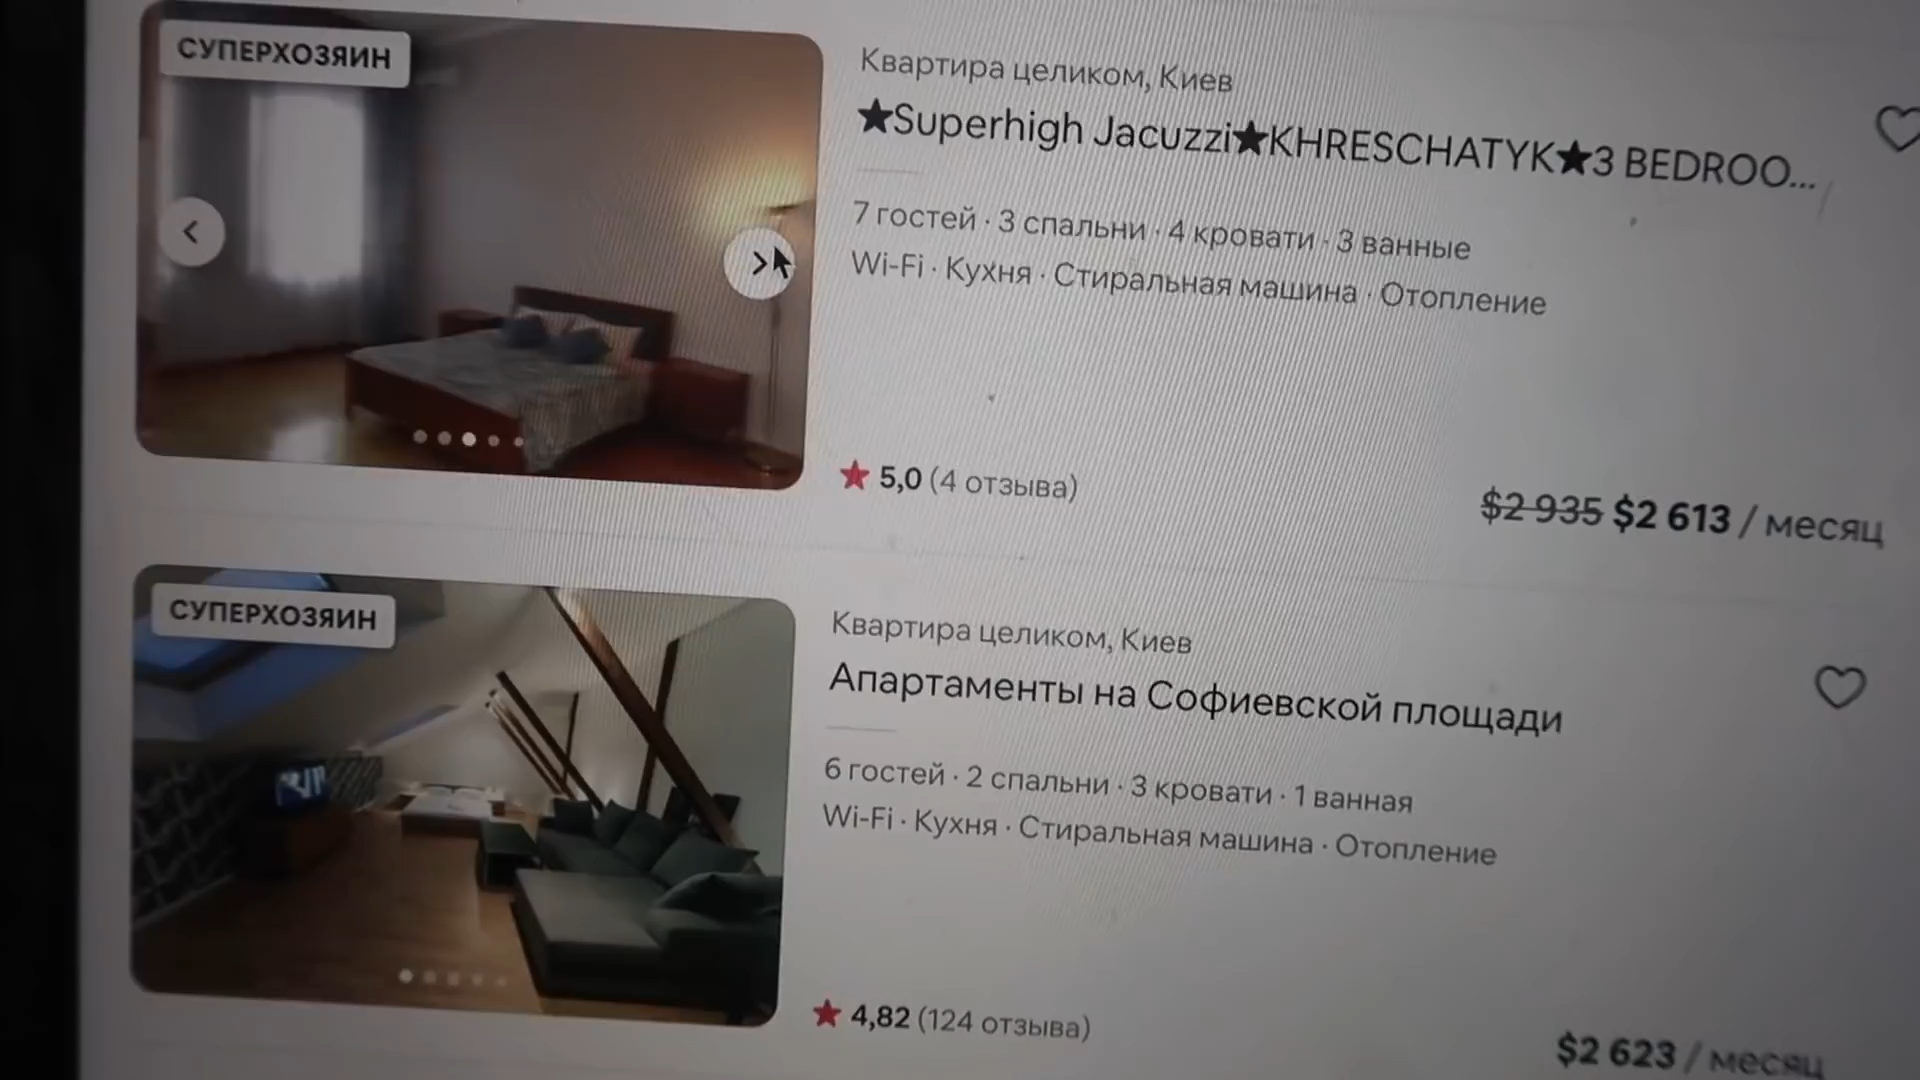 СУПЕРХОЗЯИН
Квартира целиком, Киев
★Superhigh Jacuzzi★KHRESCHATYK★3 BEDROO...
7 гостей · 3 спальни · 4 кровати · 3 ванные
Wi-Fi · Кухня · Стиральная машина · Отопление
★ 5,0 (4 отзыва)
$2 935 $2 613 / месяц
СУПЕРХОЗЯИН
Квартира целиком, Киев
Апартаменты на Софиевской площади
6 гостей · 2 спальни · 3 кровати · 1 ванная
Wi-Fi · Кухня · Стиральная машина · Отопление
★ 4,82 (124 отзыва)
$2 623 / месяц